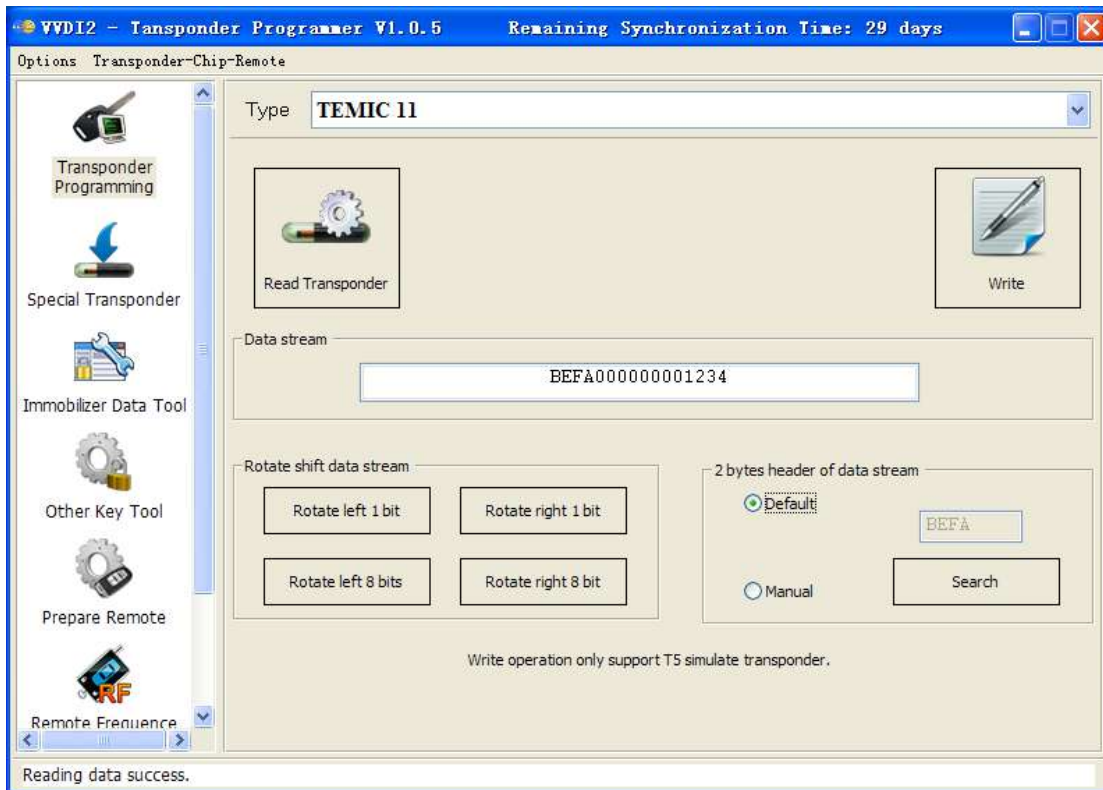 VVDI2 - Tansponder Programmer V1.0.5 Remaining Synchronization Time: 29 days
Options Transponder-Chip-Remote
Transponder
Programming
Special Transponder
Immobilizer Data Tool
Other Key Tool
Prepare Remote
RF
Remote Frequence
Type TEMIC 11
Read Transponder
Write
Data stream
BEFA000000001234
Rotate shift data stream
Rotate left 1 bit Rotate right 1 bit
Rotate left 8 bits Rotate right 8 bit
2 bytes header of data stream
Default
BEFA
Manual
Search
Write operation only support T5 simulate transponder.
Reading data success.